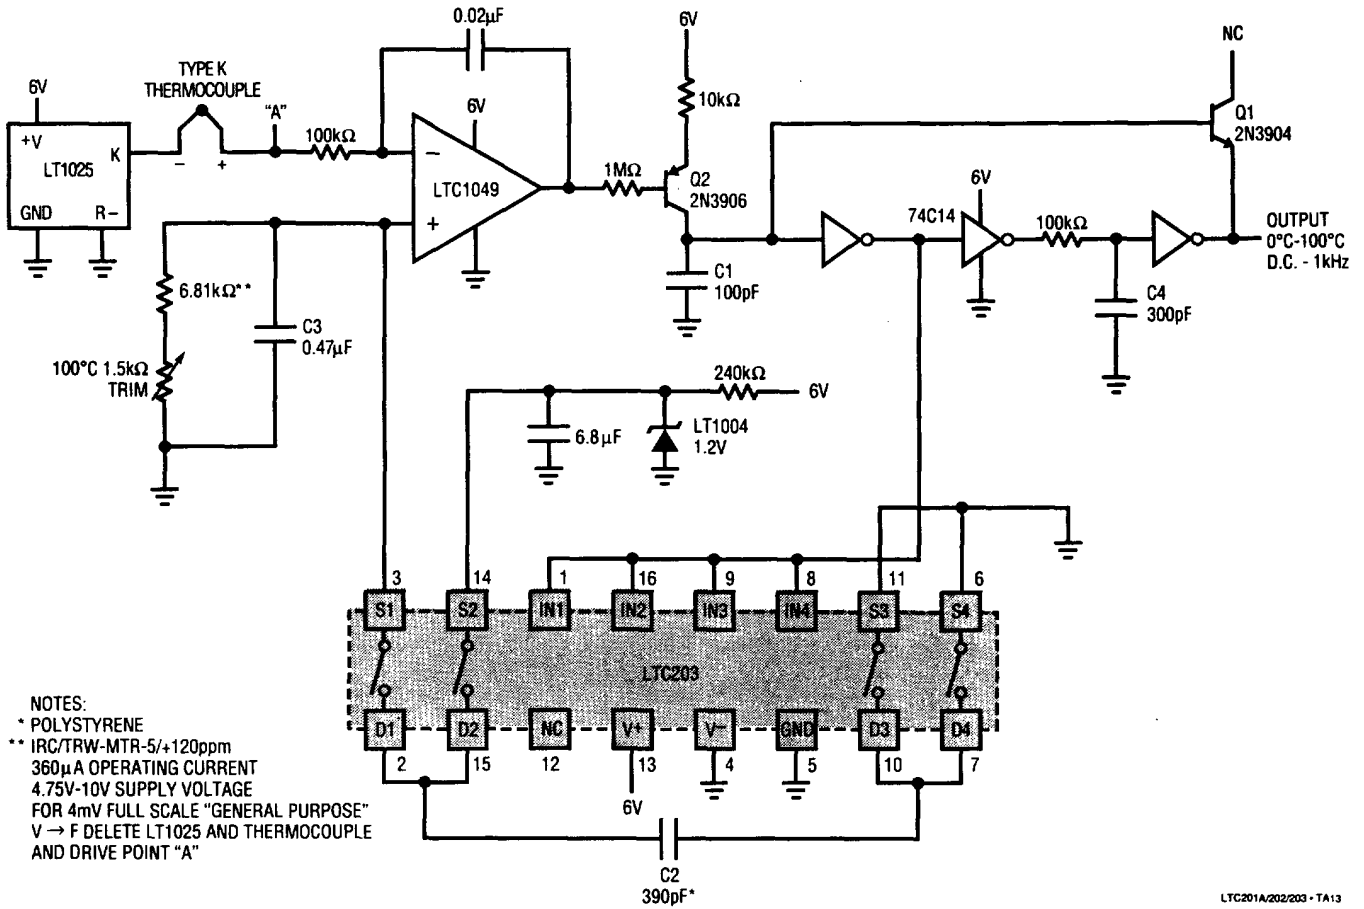 0.02µF
6V
NC
TYPE K
THERMOCOUPLE
6V
"A"
6V
10kΩ
Q1
2N3904
+V
K
LT1025
GND
R–
–
+
100kΩ
–
LTC1049
+
1MΩ
Q2
2N3906
74C14
6V
100kΩ
OUTPUT
0°C-100°C
D.C. - 1kHz
C1
100pF
C4
300pF
6.81kΩ**
C3
0.47µF
100°C 1.5kΩ
TRIM
240kΩ
6V
6.8µF
LT1004
1.2V
3
14
1
16
9
8
11
6
S1
S2
IN1
IN2
IN3
IN4
S3
S4
LTC203
D1
D2
NC
V+
V–
GND
D3
D4
2
15
12
13
4
5
10
7
6V
C2
390pF*
NOTES:
* POLYSTYRENE
** IRC/TRW-MTR-5/+120ppm
360µA OPERATING CURRENT
4.75V-10V SUPPLY VOLTAGE
FOR 4mV FULL SCALE "GENERAL PURPOSE"
V → F DELETE LT1025 AND THERMOCOUPLE
AND DRIVE POINT "A"
LTC201A/202/203 • TA13